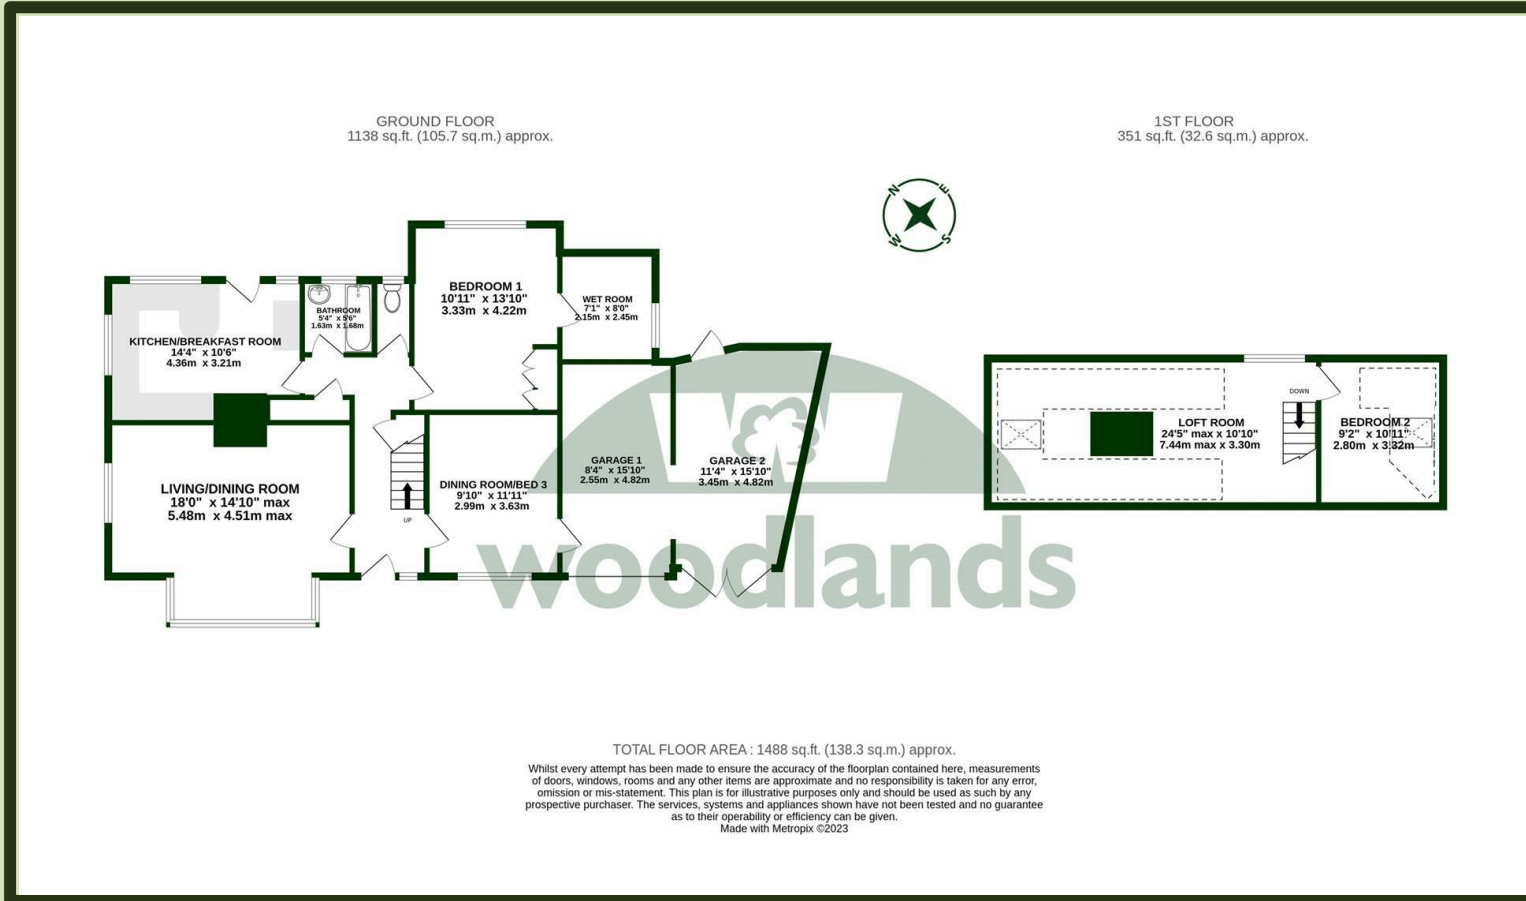 GROUND FLOOR
1138 sq.ft. (105.7 sq.m.) approx.
1ST FLOOR
351 sq.ft. (32.6 sq.m.) approx.
N
E
W
S
BEDROOM 1
10'11" x 13'10"
3.33m x 4.22m
WET ROOM
7'1" x 8'0"
2.15m x 2.45m
BATHROOM
5'4" x 5'6"
1.63m x 1.68m
KITCHEN/BREAKFAST ROOM
14'4" x 10'6"
4.36m x 3.21m
LIVING/DINING ROOM
18'0" x 14'10" max
5.48m x 4.51m max
UP
DINING ROOM/BED 3
9'10" x 11'11"
2.99m x 3.63m
GARAGE 1
8'4" x 15'10"
2.55m x 4.82m
GARAGE 2
11'4" x 15'10"
3.45m x 4.82m
DOWN
LOFT ROOM
24'5" max x 10'10"
7.44m max x 3.30m
BEDROOM 2
9'2" x 10'11"
2.80m x 3.32m
woodlands
TOTAL FLOOR AREA : 1488 sq.ft. (138.3 sq.m.) approx.
Whilst every attempt has been made to ensure the accuracy of the floorplan contained here, measurements
of doors, windows, rooms and any other items are approximate and no responsibility is taken for any error,
omission or mis-statement. This plan is for illustrative purposes only and should be used as such by any
prospective purchaser. The services, systems and appliances shown have not been tested and no guarantee
as to their operability or efficiency can be given.
Made with Metropix ©2023